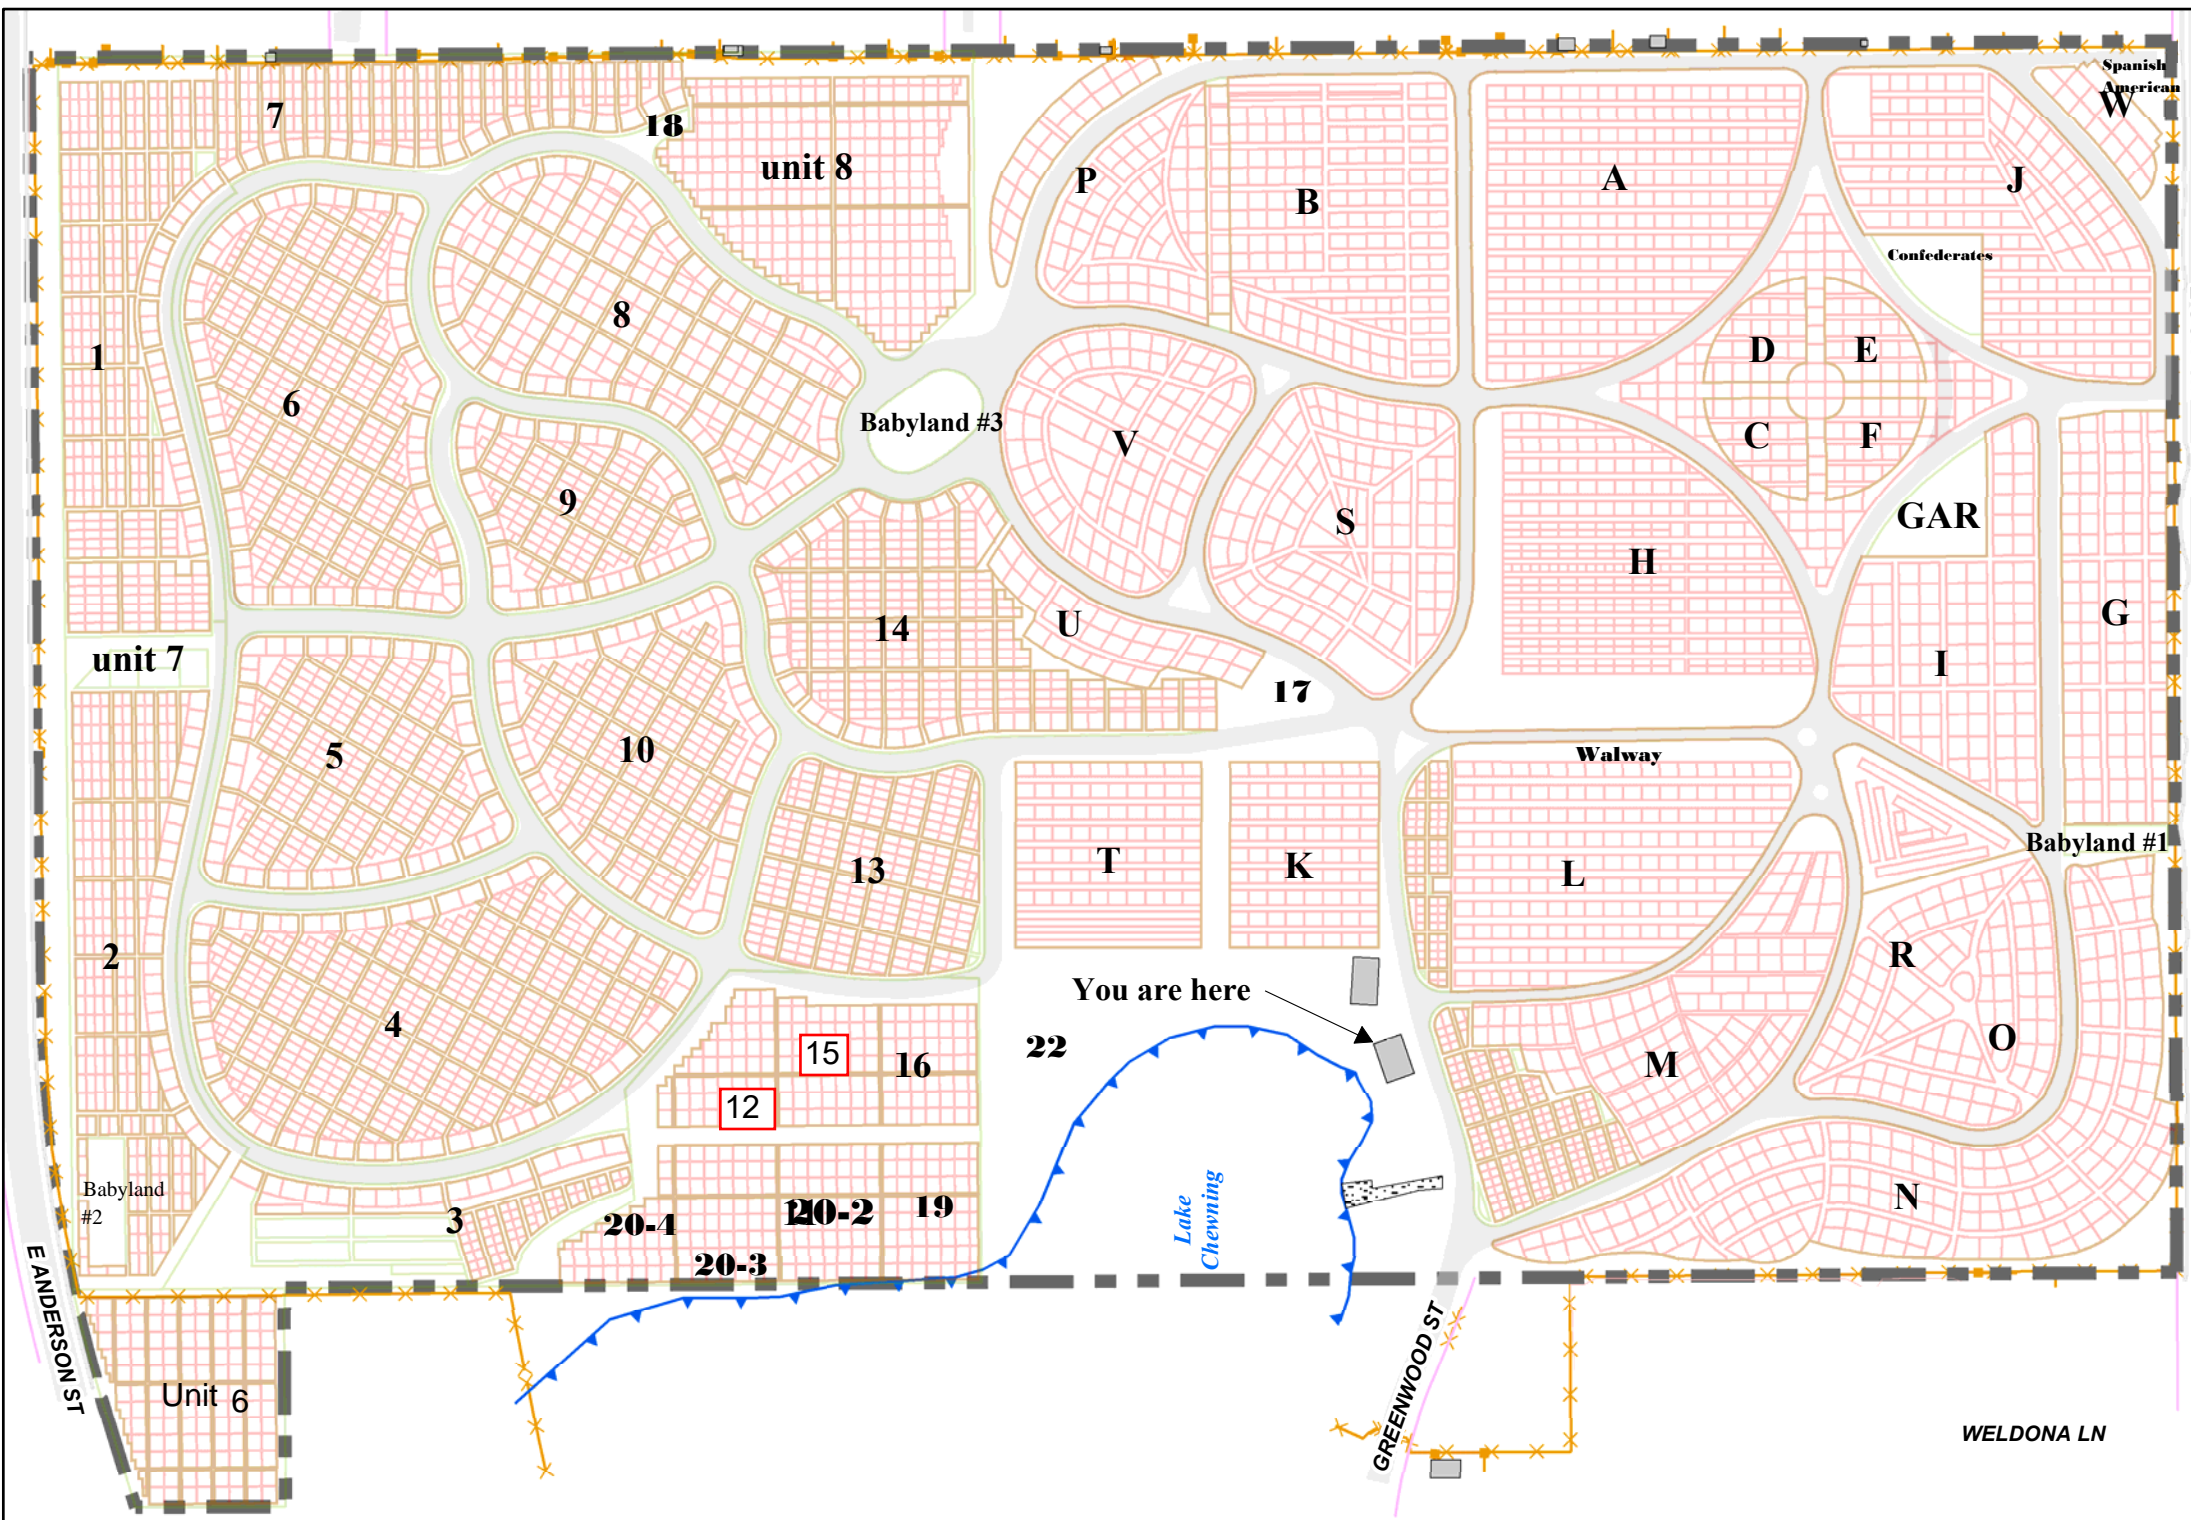 Spanish
American
W
7
18
unit 8
P
B
A
J
Confederates
1
6
8
D
E
Babyland #3
V
C
F
9
S
GAR
H
14
U
G
unit 7
17
I
5
10
Walway
13
T
K
L
Babyland #1
2
R
You are here
4
22
15
16
O
12
M
Babyland
#2
3
20-4
20-2
19
20-3
Lake
Chewning
N
E ANDERSON ST
GREENWOOD ST
Unit 6
WELDONA LN